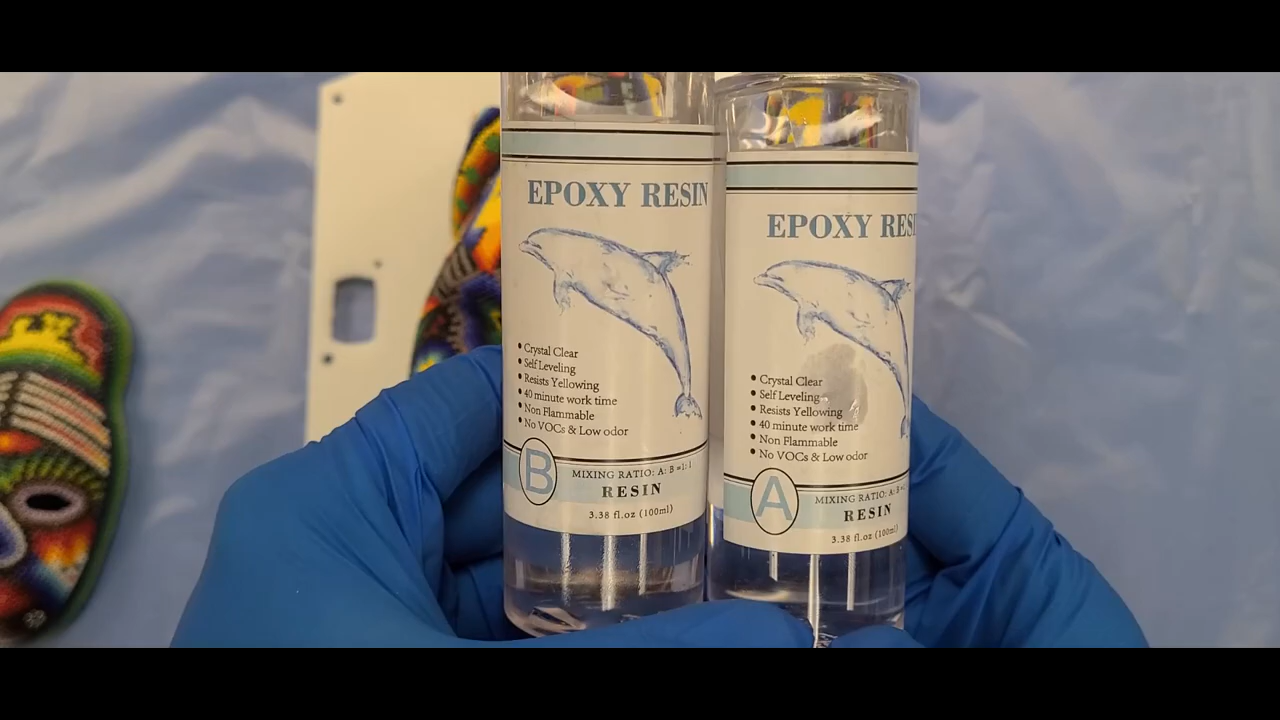 EPOXY RESIN
• Crystal Clear
• Self Leveling
• Resists Yellowing
• 40 minute work time
• Non Flammable
• No VOCs & Low odor
B
MIXING RATIO: A: B =1: 1
RESIN
3.38 fl.oz (100ml)
EPOXY RESI
• Crystal Clear
• Self Leveling
• Resists Yellowing
• 40 minute work time
• Non Flammable
• No VOCs & Low odor
A
MIXING RATIO: A: B =
RESIN
3.38 fl.oz (100ml)